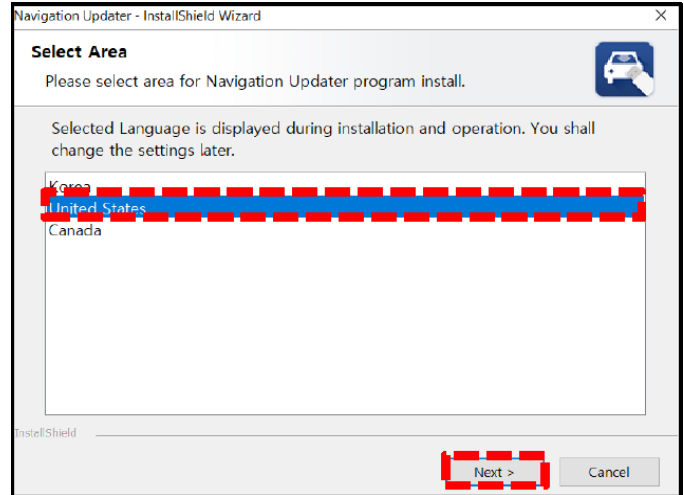 Navigation Updater - InstallShield Wizard
Select Area
Please select area for Navigation Updater program install.
Selected Language is displayed during installation and operation. You shall
change the settings later.
Korea
United States
Canada
InstallShield
Next >
Cancel